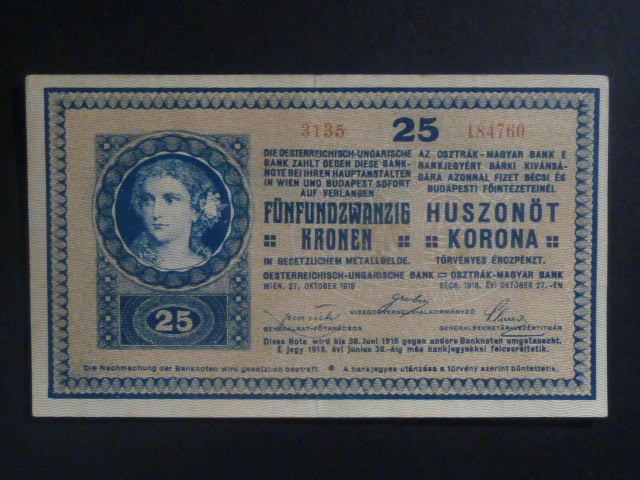 3135 25 184760
DIE OESTERREICHISCH-UNGARISCHE
BANK ZAHLT GEGEN DIESE BANK-
NOTE BEI IHREN HAUPTANSTALTEN
IN WIEN UND BUDAPEST SOFORT
AUF VERLANGEN
FÜNFUNDZWANZIG
KRONEN
IN GESETZLICHEM METALLGELDE.
OESTERREICHISCH-UNGARISCHE BANK
WIEN, 27. OKTOBER 1918
AZ OSZTRÁK-MAGYAR BANK E
BANKJEGYÉRT BÁRKI KIVÁNSÁ-
GÁRA AZONNAL FIZET BÉCSI ÉS
BUDAPESTI FŐINTÉZETEINÉL
HUSZONÖT
KORONA
TÖRVÉNYES ÉRCZPÉNZT.
OSZTRÁK-MAGYAR BANK
BÉCS, 1918. ÉVI OKTÓBER 27.-ÉN
VIZEGOUVERNEUR-ALKORMÁNYZÓ
GENERALRAT-FŐTANÁCSOS
GENERALSEKRETÄR-VEZÉRTITKÁR
25
Diese Note wird bis 30. Juni 1919 gegen andere Banknoten umgetauscht.
E jegy 1919. évi junius 30.-áig más bankjegyekkel felcseréltetik.
Die Nachmachung der Banknoten wird gesetzlich bestraft. A bankjegyek utánzása a törvény szerint büntettetik.